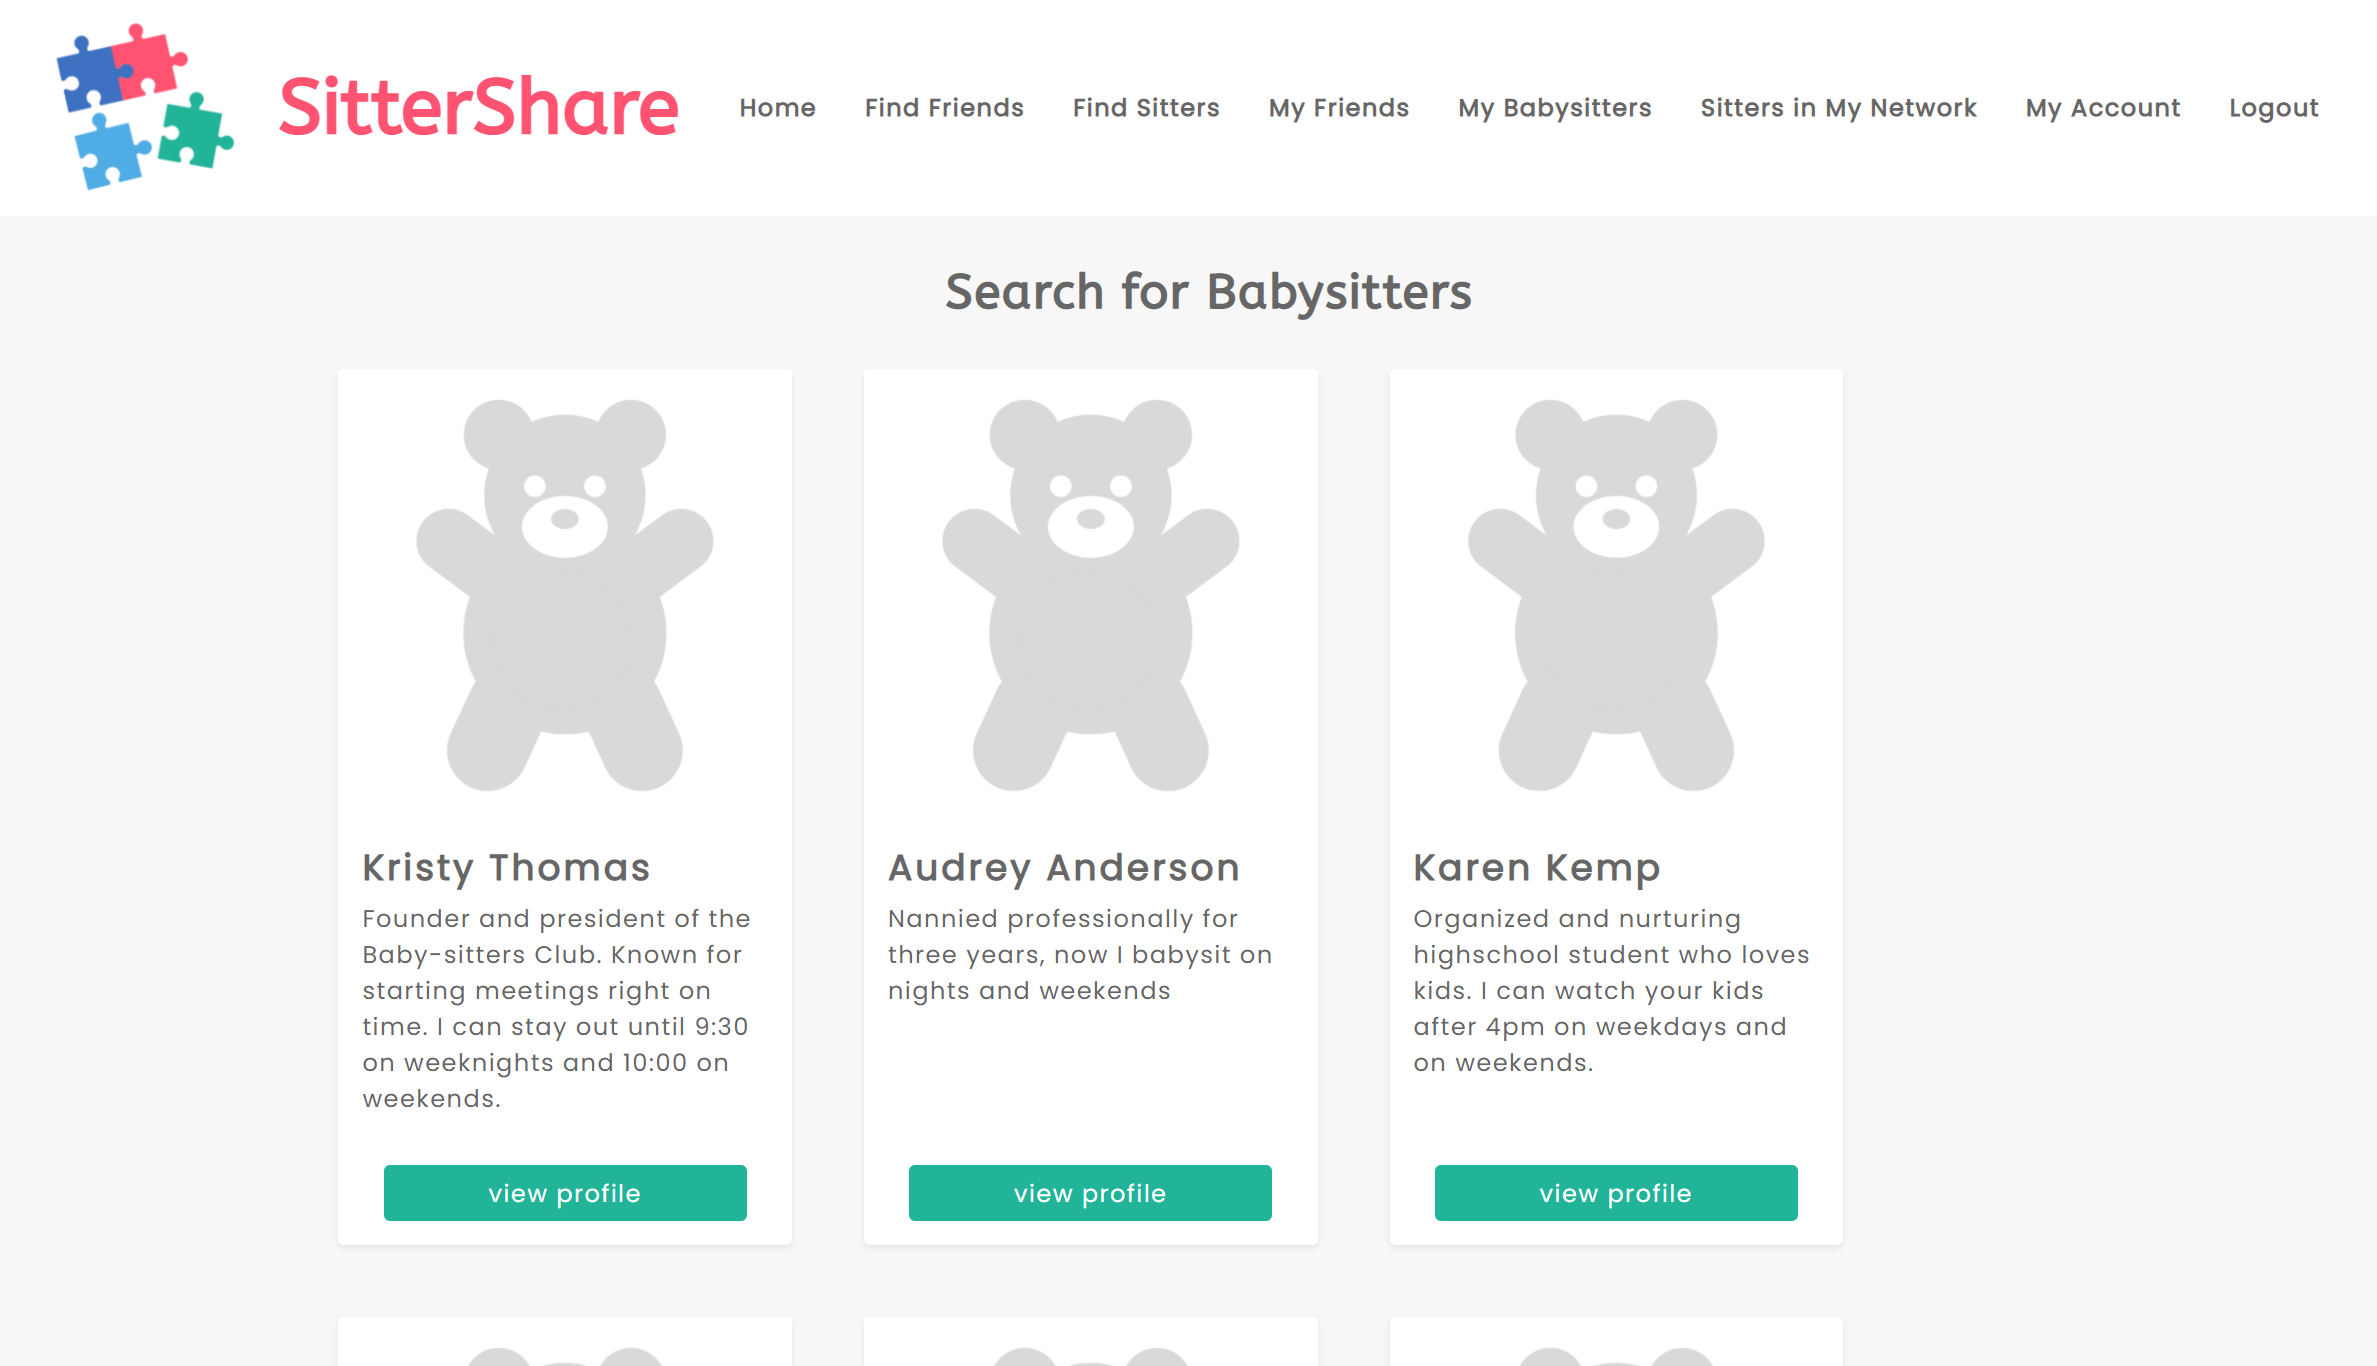 SitterShare
Home Find Friends Find Sitters My Friends My Babysitters Sitters in My Network My Account Logout
Search for Babysitters
Kristy Thomas
Founder and president of the
Baby-sitters Club. Known for
starting meetings right on
time. I can stay out until 9:30
on weeknights and 10:00 on
weekends.
view profile
Audrey Anderson
Nannied professionally for
three years, now I babysit on
nights and weekends
view profile
Karen Kemp
Organized and nurturing
highschool student who loves
kids. I can watch your kids
after 4pm on weekdays and
on weekends.
view profile